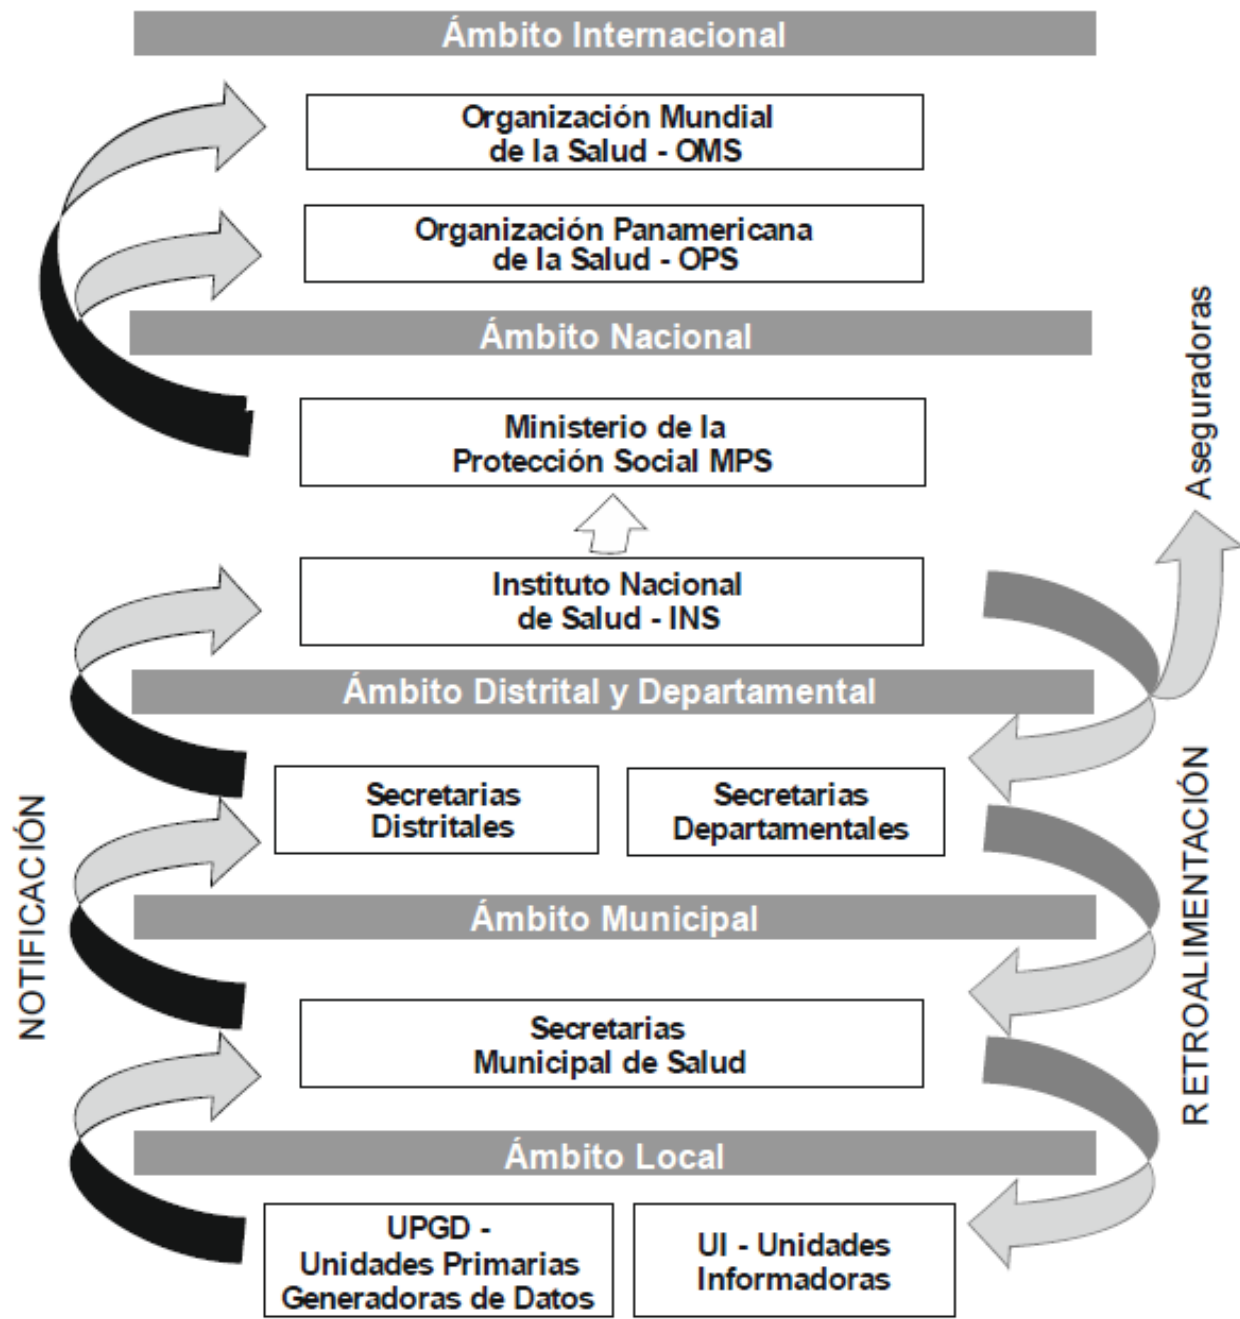 Ámbito Internacional
Organización Mundial
de la Salud - OMS
Organización Panamericana
de la Salud - OPS
Ámbito Nacional
Ministerio de la
Protección Social MPS
Aseguradoras
Instituto Nacional
de Salud - INS
Ámbito Distrital y Departamental
Secretarias
Distritales
Secretarias
Departamentales
NOTIFICACIÓN
RETROALIMENTACIÓN
Ámbito Municipal
Secretarias
Municipal de Salud
Ámbito Local
UPGD -
Unidades Primarias
Generadoras de Datos
UI - Unidades
Informadoras